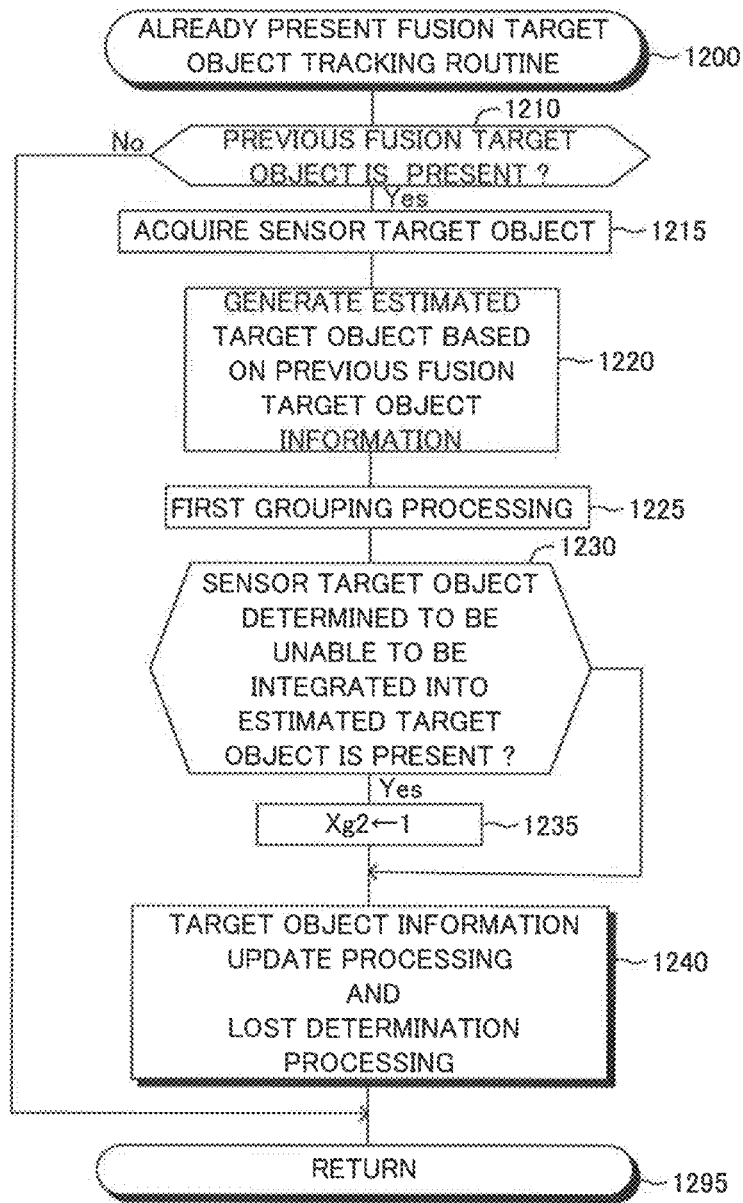 ALREADY PRESENT FUSION TARGET
OBJECT TRACKING ROUTINE
1200
1210
No
PREVIOUS FUSION TARGET
OBJECT IS PRESENT ?
Yes
ACQUIRE SENSOR TARGET OBJECT
1215
GENERATE ESTIMATED
TARGET OBJECT BASED
ON PREVIOUS FUSION
TARGET OBJECT
INFORMATION
1220
FIRST GROUPING PROCESSING
1225
1230
SENSOR TARGET OBJECT
DETERMINED TO BE
UNABLE TO BE
INTEGRATED INTO
ESTIMATED TARGET
OBJECT IS PRESENT ?
Yes
Xg2←1
1235
TARGET OBJECT INFORMATION
UPDATE PROCESSING
AND
LOST DETERMINATION
PROCESSING
1240
RETURN
1295